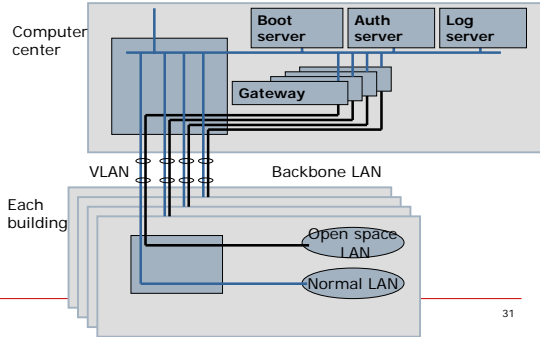 Computer
center
Boot
server
Auth
server
Log
server
Gateway
VLAN
Backbone LAN
Each
building
Open space
LAN
Normal LAN
31